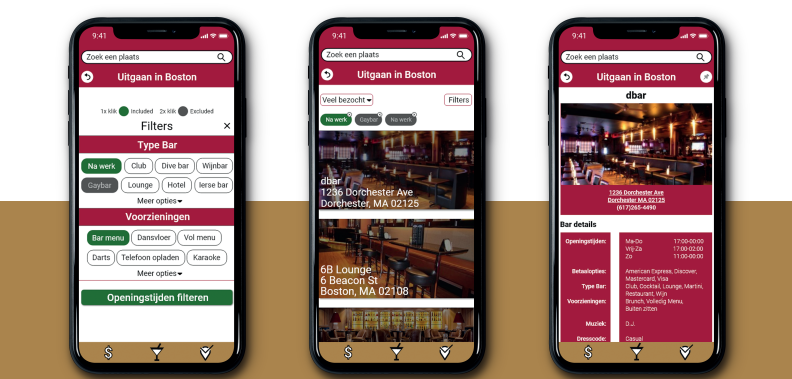 9:41
Zoek een plaats
Uitgaan in Boston
1x klik Included 2x klik Excluded
Filters ×
Type Bar
Na werk Club Dive bar Wijnbar
Gaybar Lounge Hotel Ierse bar
Meer opties
Voorzieningen
Bar menu Dansvloer Vol menu
Darts Telefoon opladen Karaoke
Meer opties
Openingstijden filteren
$
9:41
Zoek een plaats
Uitgaan in Boston
Veel bezocht Filters
Na werk Gaybar Na werk
dbar
1236 Dorchester Ave
Dorchester, MA 02125
6B Lounge
6 Beacon St
Boston, MA 02108
$
9:41
Zoek een plaats
Uitgaan in Boston
dbar
1236 Dorchester Ave
Dorchester MA 02125
(617)265-4490
Bar details
Openingstijden: Ma-Do 17:00-00:00
Vrij-Za 17:00-02:00
Zo 11:00-00:00
Betaalopties: American Express, Discover,
Mastercard, Visa
Type Bar: Club, Cocktail, Lounge, Martini,
Restaurant, Wijn
Voorzieningen: Brunch, Volledig Menu,
Buiten zitten
Muziek: D.J.
Dresscode: Casual
$